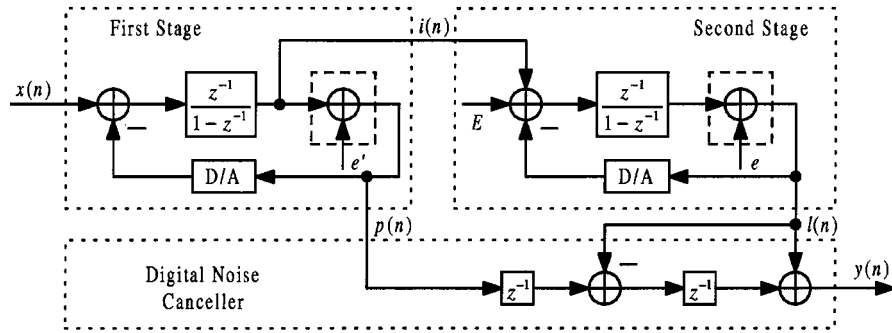 First Stage
i(n)
Second Stage
x(n)
z⁻¹
1 − z⁻¹
−
e'
D/A
E
z⁻¹
1 − z⁻¹
−
e
D/A
p(n)
l(n)
Digital Noise
Canceller
z⁻¹
−
z⁻¹
y(n)